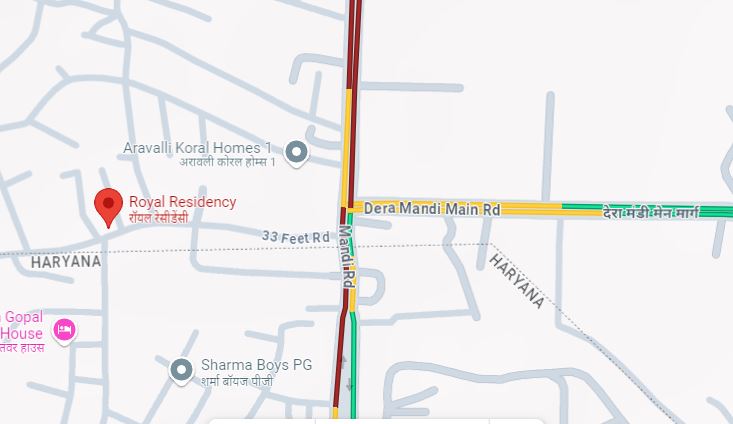 Aravalli Koral Homes 1
अरावली कोरल होम्स 1
Royal Residency
रॉयल रेसीडेंसी
Dera Mandi Main Rd
देरा मंडी मेन मार्ग
33 Feet Rd
Mandi Rd
HARYANA
HARYANA
Gopal
House
हाउस
Sharma Boys PG
शर्मा बॉयज पीजी